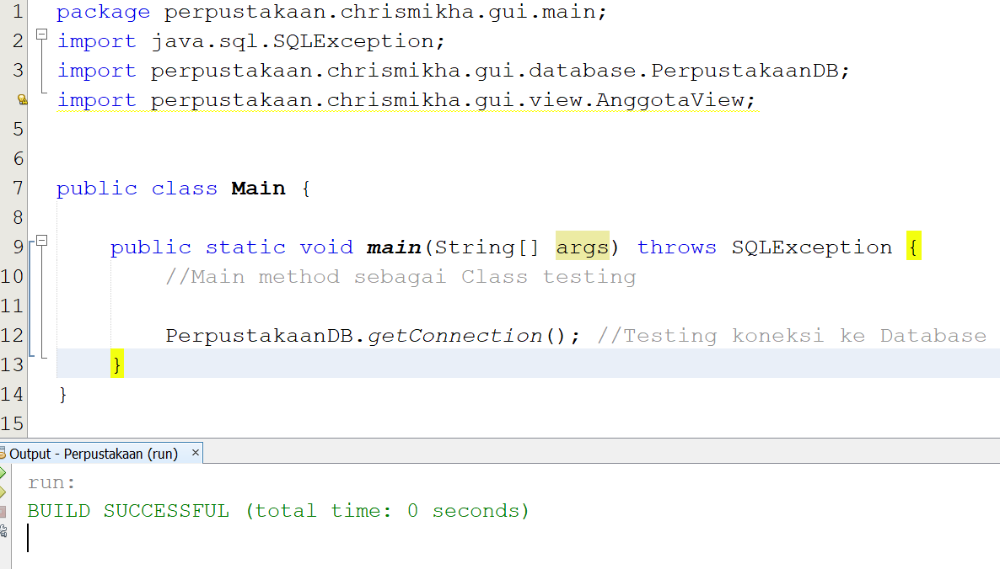 1 package perpustakaan.chrismikha.gui.main;
2 import java.sql.SQLException;
3 import perpustakaan.chrismikha.gui.database.PerpustakaanDB;
import perpustakaan.chrismikha.gui.view.AnggotaView;
5
6
7 public class Main {
8
9 public static void main(String[] args) throws SQLException {
10 //Main method sebagai Class testing
11
12 PerpustakaanDB.getConnection(); //Testing koneksi ke Database
13 }
14 }
15
Output - Perpustakaan (run) ×
run:
BUILD SUCCESSFUL (total time: 0 seconds)